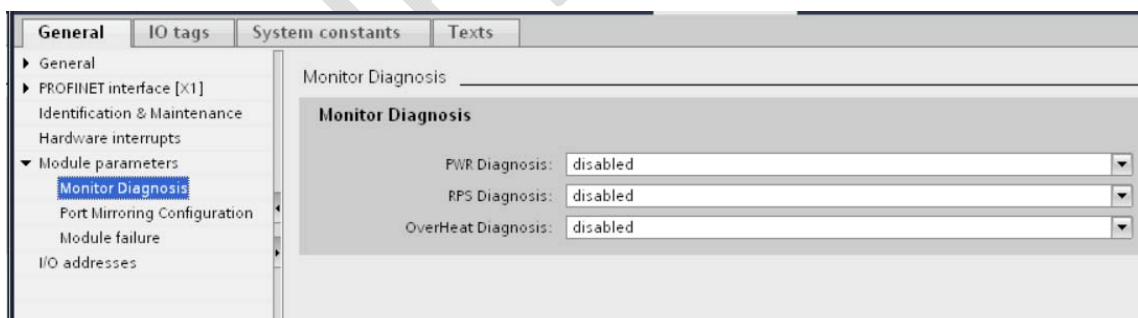 General IO tags System constants Texts
General
PROFINET interface [X1]
Identification & Maintenance
Hardware interrupts
Module parameters
Monitor Diagnosis
Port Mirroring Configuration
Module failure
I/O addresses
Monitor Diagnosis
Monitor Diagnosis
PWR Diagnosis: disabled
RPS Diagnosis: disabled
OverHeat Diagnosis: disabled